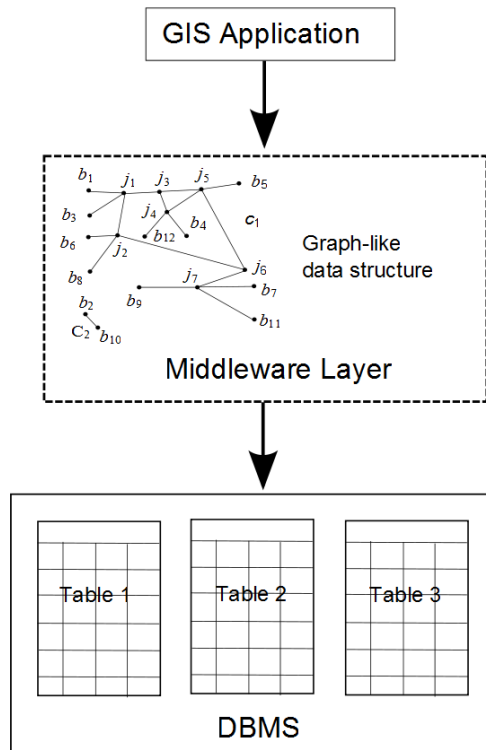 GIS Application
b1 j1 j3 j5 b5
b3 j4 c1
b6 j2 b12 b4
Graph-like
data structure
b8 j7 j6
b2 b9 b7
C2 b10 b11
Middleware Layer
Table 1 Table 2 Table 3
DBMS